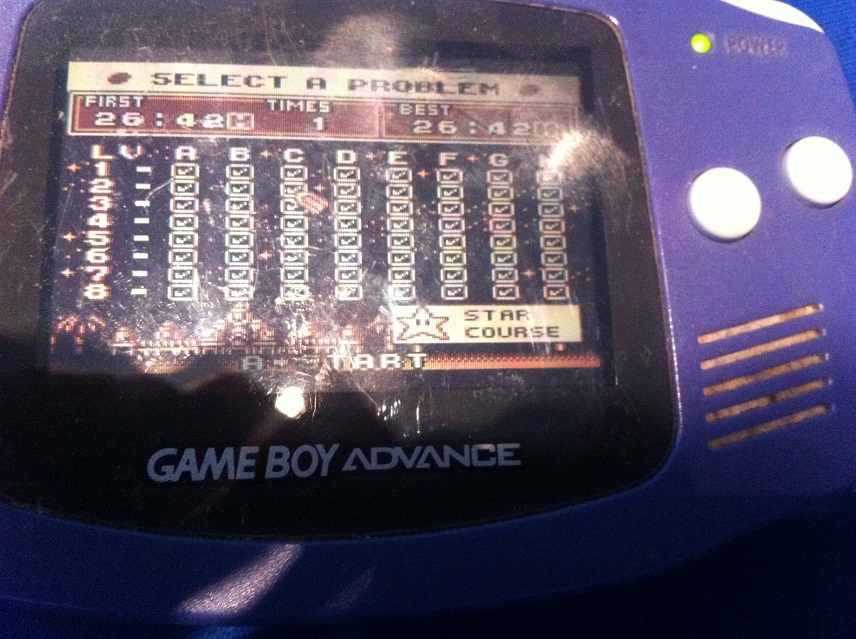 SELECT A PROBLEM
FIRST TIMES BEST
26:42 1 26:42
LV A B C D E F G
1 -
2 -
3 -
4 -
5 -
6 -
7 -
8 -
STAR
COURSE
A-START
POWER
GAME BOY ADVANCE